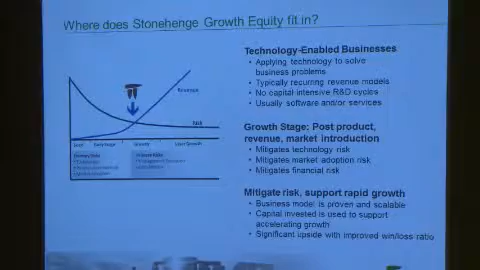 Where does Stonehenge Growth Equity fit in?
Technology-Enabled Businesses
• Applying technology to solve
business problems
• Typically recurring revenue models
• No capital intensive R&D cycles
• Usually software and/or services
Revenue
Risk
Growth Stage: Post product,
revenue, market introduction
• Mitigates technology risk
• Mitigates market adoption risk
• Mitigates financial risk
Mitigate risk, support rapid growth
• Business model is proven and scalable
• Capital invested is used to support
accelerating growth
• Significant upside with improved win/loss ratio